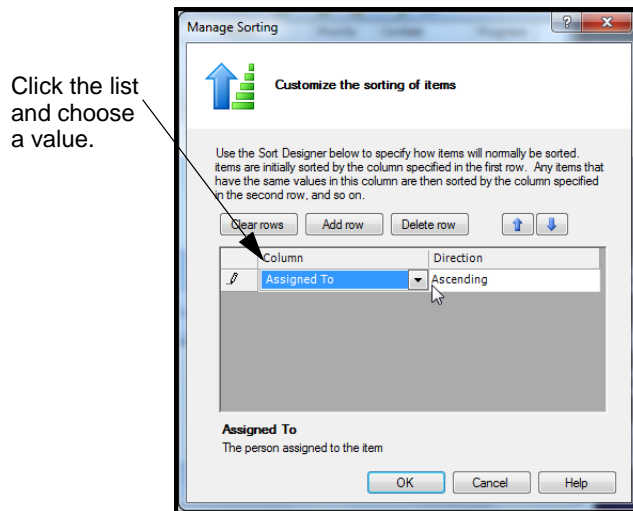 Manage Sorting
Customize the sorting of items
Click the list
and choose
a value.
Use the Sort Designer below to specify how items will normally be sorted.
items are initially sorted by the column specified in the first row. Any items that
have the same values in this column are then sorted by the column specified
in the second row, and so on.
Clear rows Add row Delete row
Column Direction
Assigned To Ascending
Assigned To
The person assigned to the item
OK Cancel Help